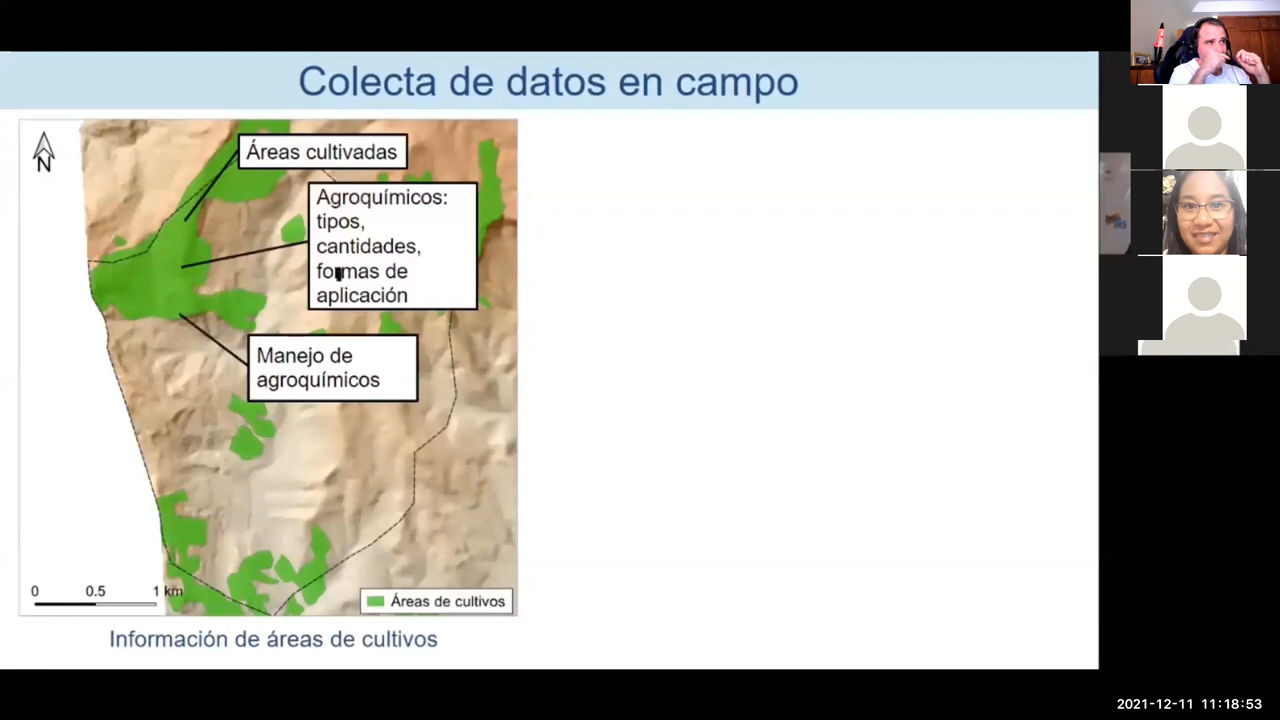 Colecta de datos en campo
N
Áreas cultivadas
Agroquímicos:
tipos,
cantidades,
formas de
aplicación
Manejo de
agroquímicos
0 0.5 1 km
Áreas de cultivos
Información de áreas de cultivos
2021-12-11 11:18:53